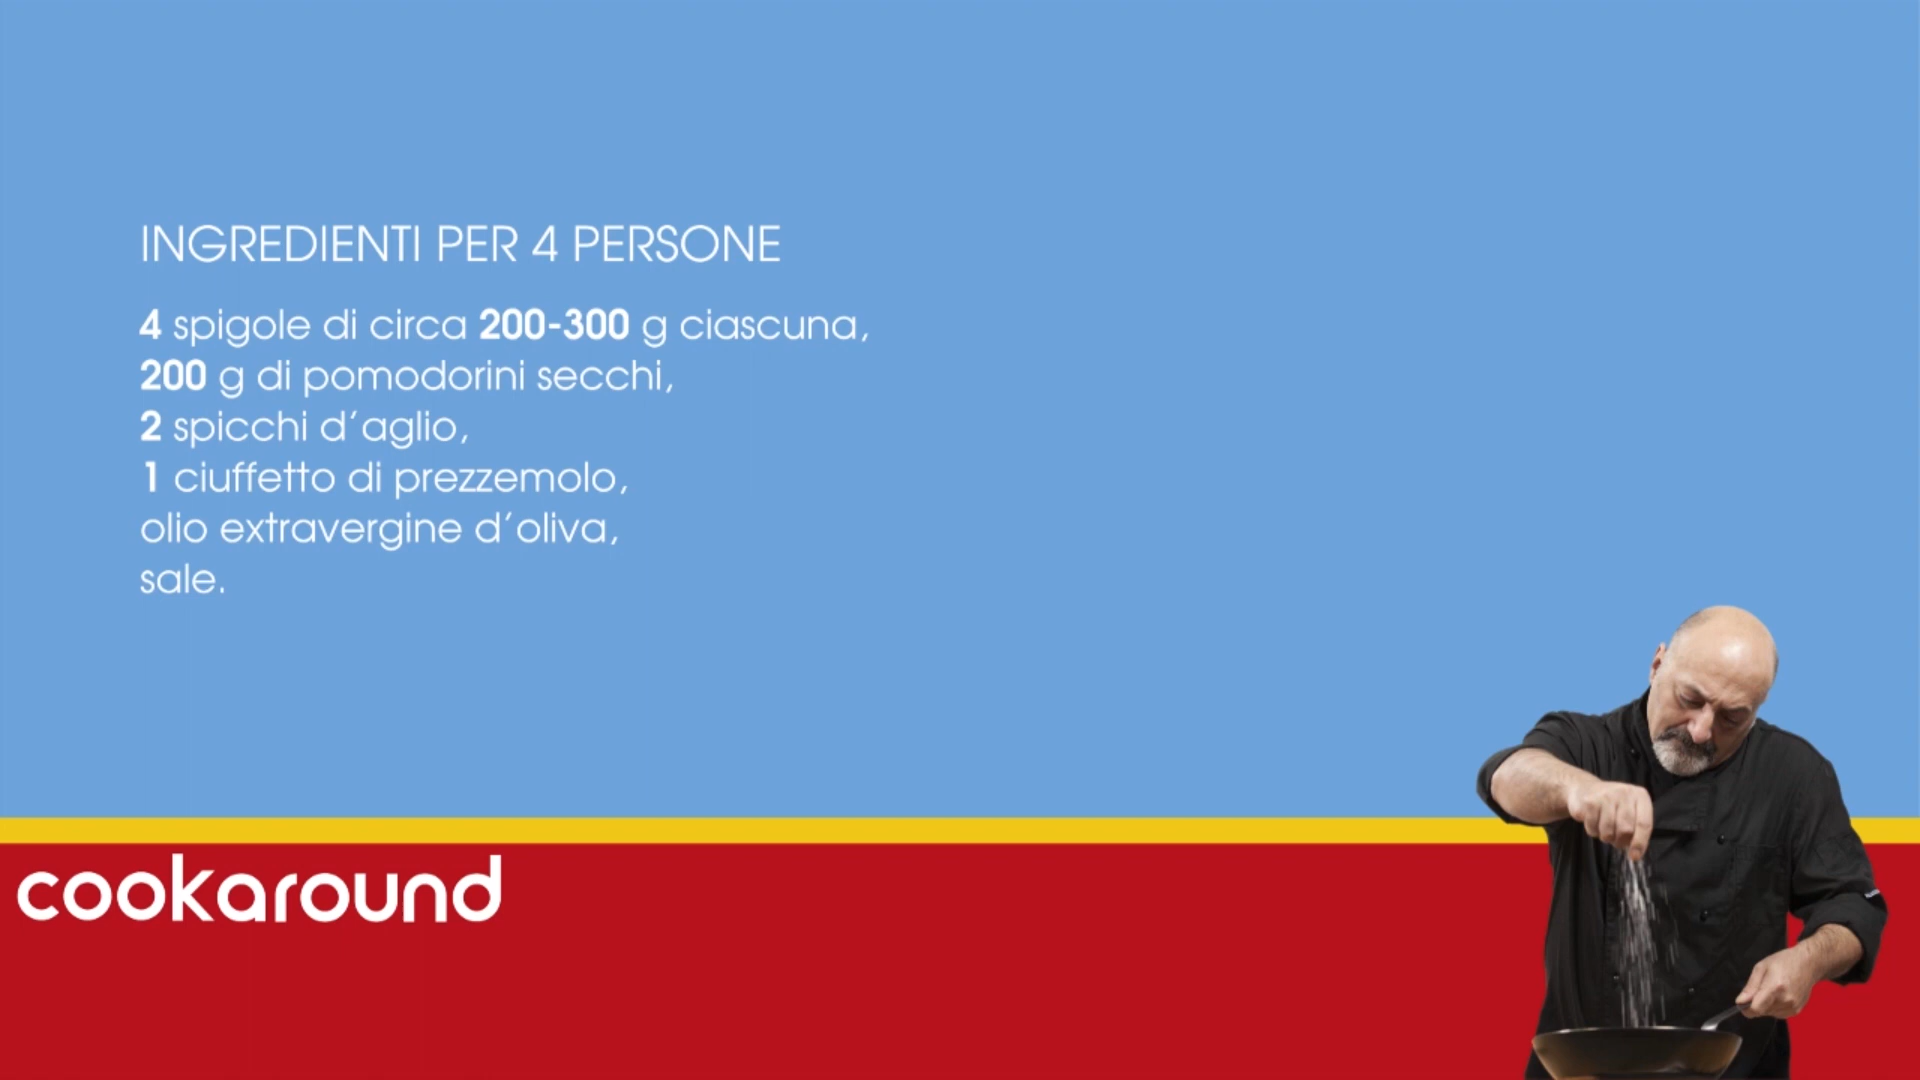 INGREDIENTI PER 4 PERSONE
4 spigole di circa 200-300 g ciascuna,
200 g di pomodorini secchi,
2 spicchi d´aglio,
1 ciuffetto di prezzemolo,
olio extravergine d´oliva,
sale.
cookaround